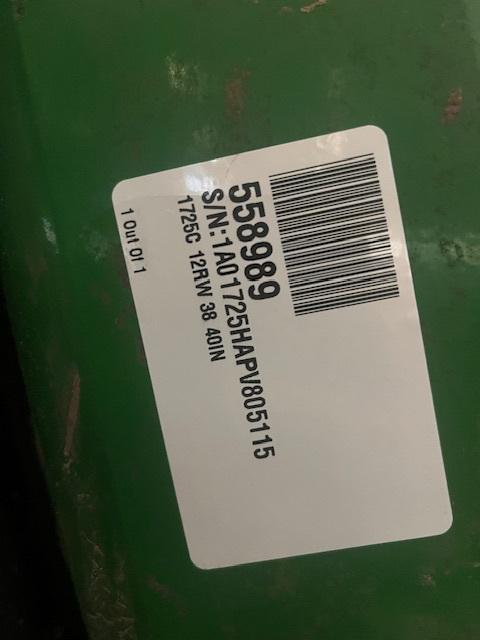 558989
S/N:1A01725HAPV805115
1725C 12RW 38 40IN
1 Out Of 1